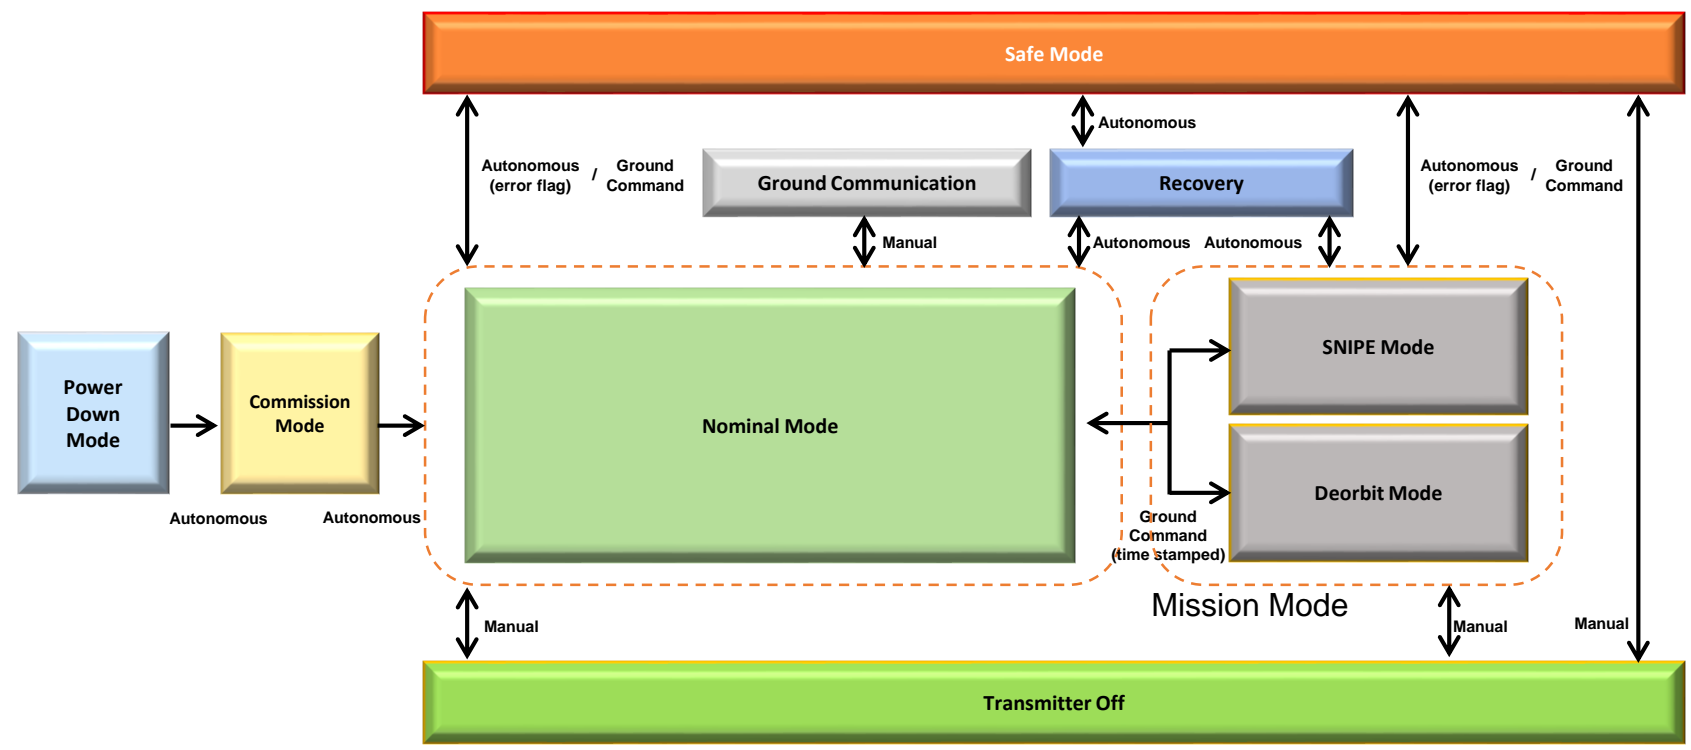 Safe Mode
Autonomous
Autonomous
(error flag)
/
Ground
Command
Ground Communication
Recovery
Autonomous
(error flag)
/
Ground
Command
Manual
Autonomous
Autonomous
Power
Down
Mode
Commission
Mode
Nominal Mode
SNIPE Mode
Deorbit Mode
Autonomous
Autonomous
Ground
Command
(time stamped)
Mission Mode
Manual
Manual
Manual
Transmitter Off